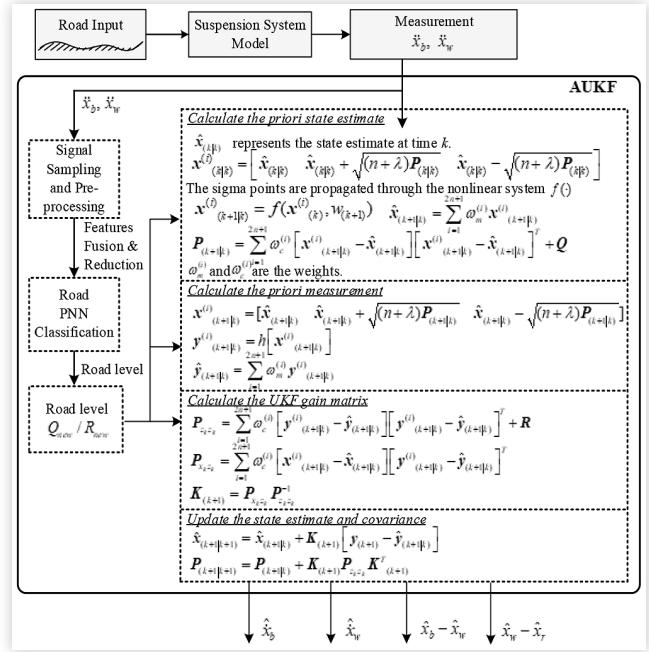 Road Input
Suspension System
Model
Measurement
ẍ_b, ẍ_w
AUKF
ẍ_b, ẍ_w
Signal
Sampling
and Pre-
processing
Features
Fusion &
Reduction
Road
PNN
Classification
Road level
Road level
Q_new / R_new
Calculate the priori state estimate
x̂_(k|k) represents the state estimate at time k.
x^(i)_(k|k) = [x̂_(k|k) x̂_(k|k) + √((n+λ)P_(k|k)) x̂_(k|k) − √((n+λ)P_(k|k))]
The sigma points are propagated through the nonlinear system f(·)
x^(i)_(k+1|k) = f(x^(i)_(k), w_(k+1)) x̂_(k+1|k) = ∑_{i=1}^{2n+1} ω_m^(i) x^(i)_(k+1|k)
P_(k+1|k) = ∑_{i=1}^{2n+1} ω_c^(i) [x^(i)_(k+1|k) − x̂_(k+1|k)][x^(i)_(k+1|k) − x̂_(k+1|k)]^T + Q
ω_m^(i) and ω_c^(i) are the weights.
Calculate the priori measurement
x^(i)_(k+1|k) = [x̂_(k+1|k) x̂_(k+1|k) + √((n+λ)P_(k+1|k)) x̂_(k+1|k) − √((n+λ)P_(k+1|k))]
y^(i)_(k+1|k) = h[x^(i)_(k+1|k)]
ŷ_(k+1|k) = ∑_{i=1}^{2n+1} ω_m^(i) y^(i)_(k+1|k)
Calculate the UKF gain matrix
P_{z_k z_k} = ∑_{i=1}^{2n+1} ω_c^(i) [y^(i)_(k+1|k) − ŷ_(k+1|k)][y^(i)_(k+1|k) − ŷ_(k+1|k)]^T + R
P_{x_k z_k} = ∑_{i=1}^{2n+1} ω_c^(i) [x^(i)_(k+1|k) − x̂_(k+1|k)][y^(i)_(k+1|k) − ŷ_(k+1|k)]^T
K_(k+1) = P_{x_k z_k} P^{-1}_{z_k z_k}
Update the state estimate and covariance
x̂_(k+1|k+1) = x̂_(k+1|k) + K_(k+1)[y_(k+1) − ŷ_(k+1|k)]
P_(k+1|k+1) = P_(k+1|k) + K_(k+1) P_{z_k z_k} K^T_(k+1)
ẋ̂_b ẋ̂_w x̂_b − x̂_w x̂_w − x̂_r